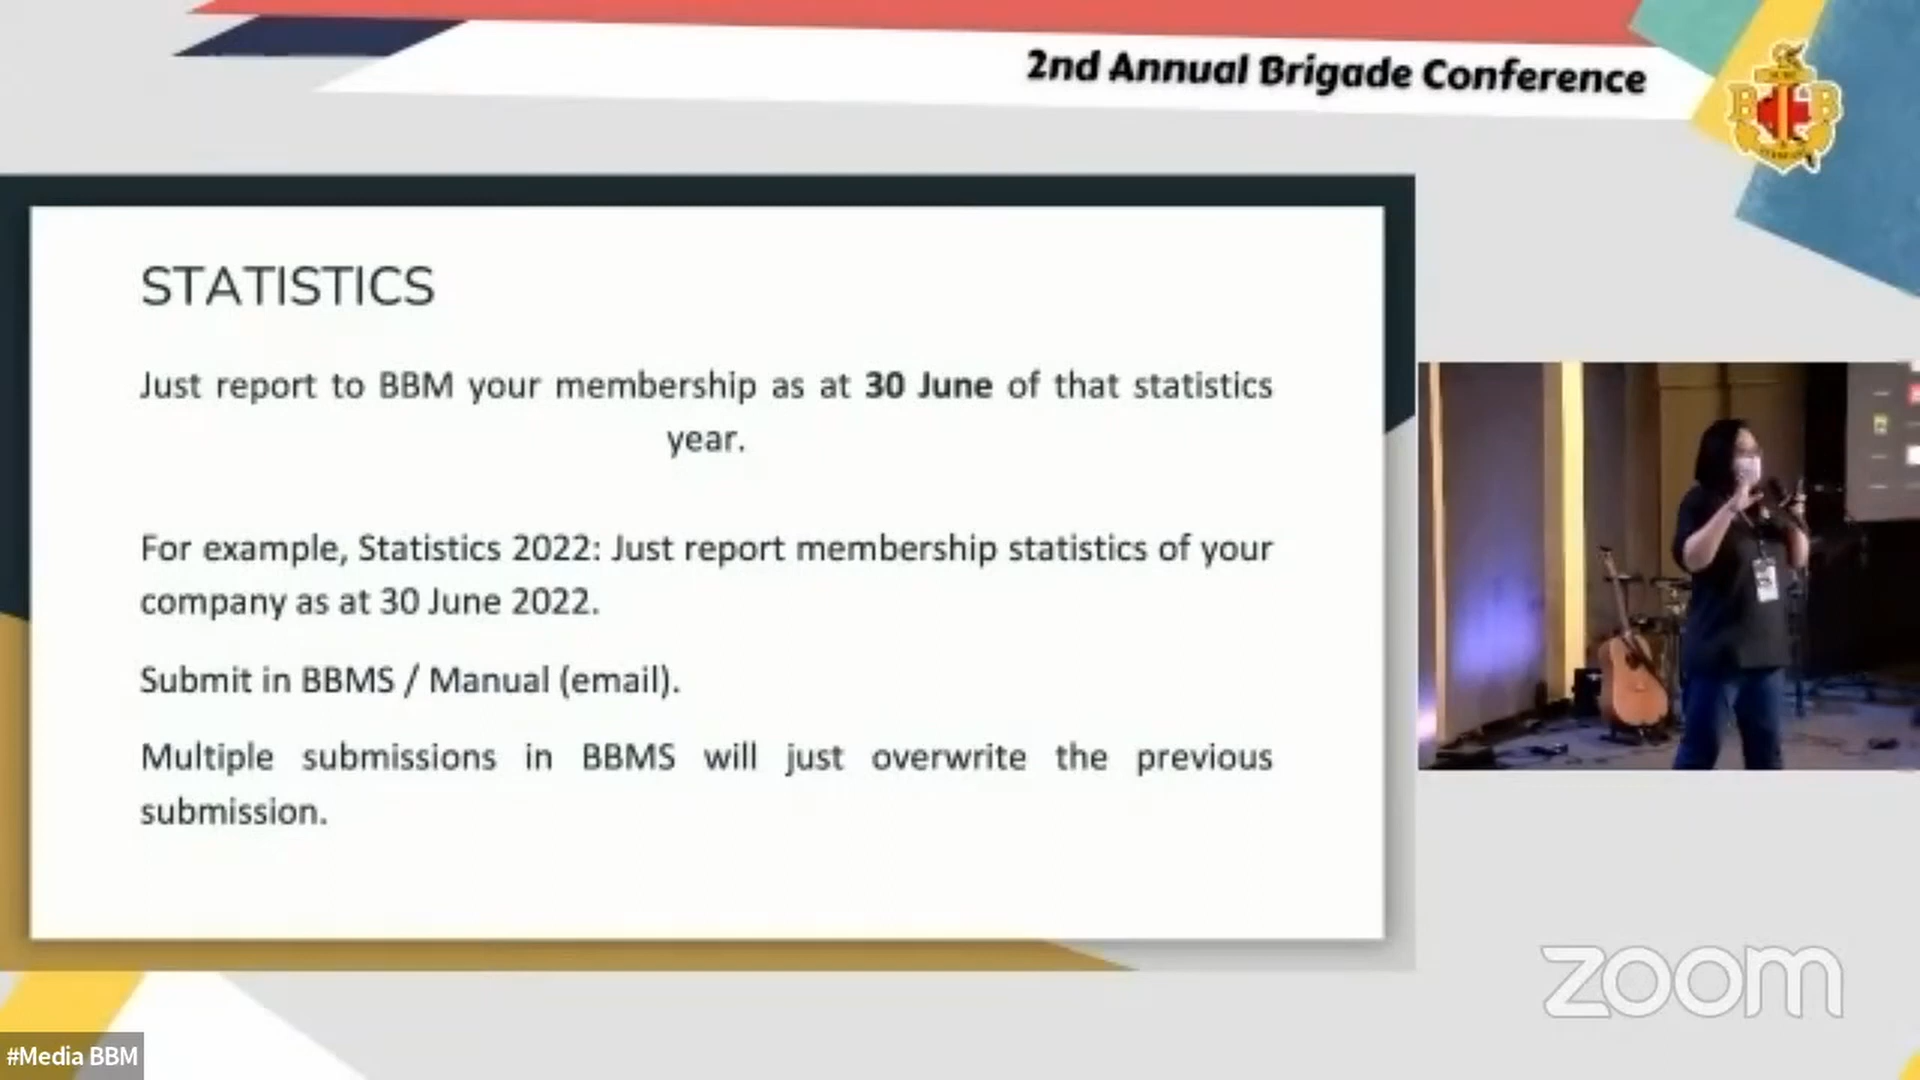 2nd Annual Brigade Conference
B B
STATISTICS
Just report to BBM your membership as at 30 June of that statistics
year.
For example, Statistics 2022: Just report membership statistics of your
company as at 30 June 2022.
Submit in BBMS / Manual (email).
Multiple submissions in BBMS will just overwrite the previous
submission.
zoom
#Media BBM